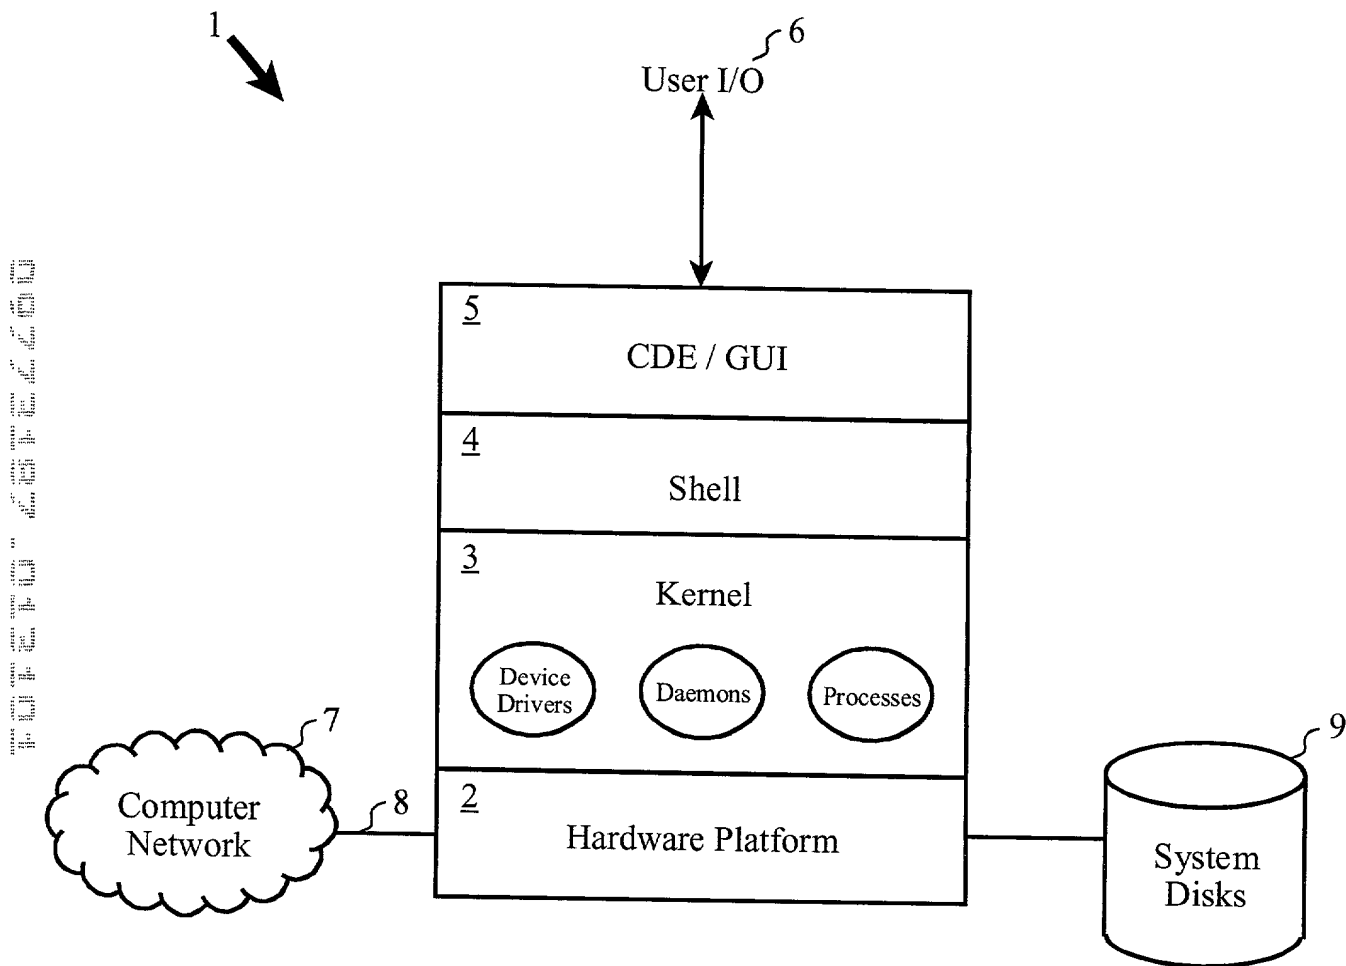 1
6
User I/O
5
CDE / GUI
4
Shell
3
Kernel
Device
Drivers
Daemons
Processes
7
Computer
Network
8
2
Hardware Platform
9
System
Disks